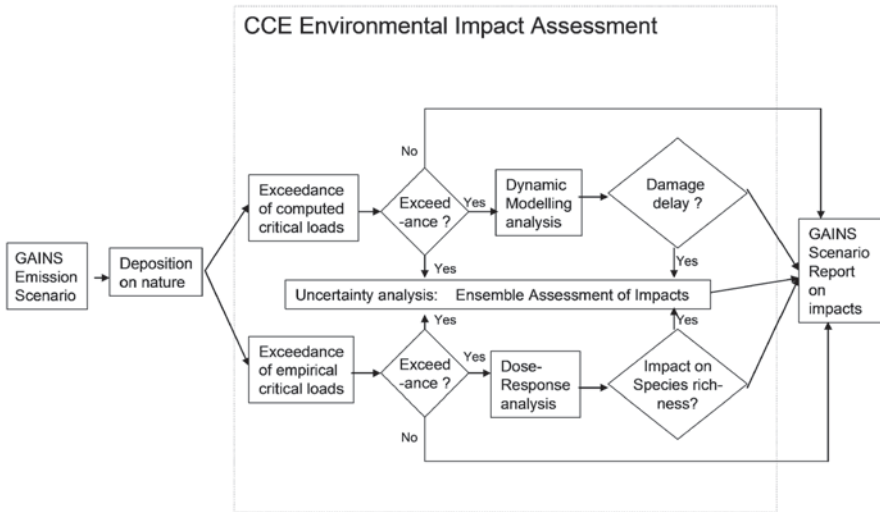 CCE Environmental Impact Assessment
No
Exceedance
of computed
critical loads
Exceed
-ance ?
Yes
Dynamic
Modelling
analysis
Damage
delay ?
GAINS
Emission
Scenario
Deposition
on nature
Yes
Yes
Uncertainty analysis: Ensemble Assessment of Impacts
GAINS
Scenario
Report
on
impacts
Yes
Yes
Exceedance
of empirical
critical loads
Exceed
-ance ?
Yes
Dose-
Response
analysis
Impact on
Species rich-
ness?
No